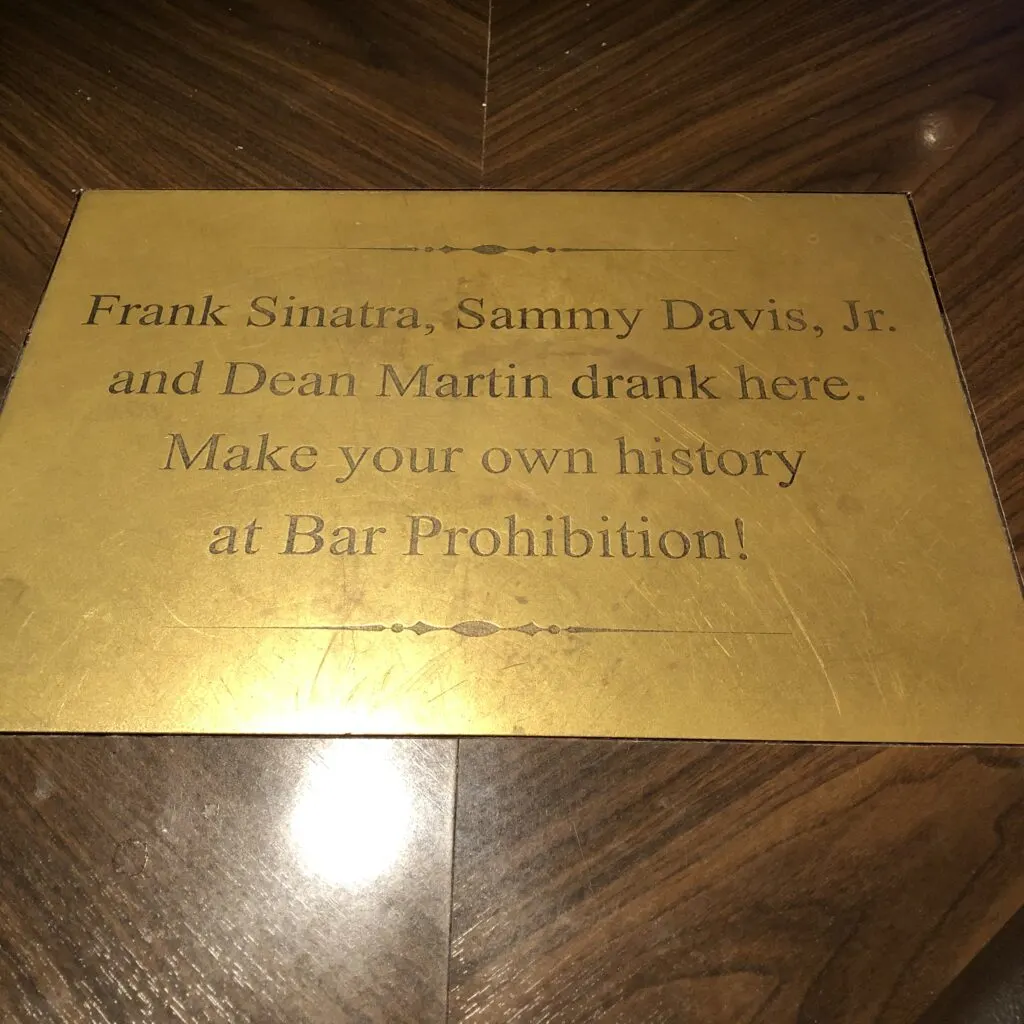 Frank Sinatra, Sammy Davis, Jr.
and Dean Martin drank here.
Make your own history
at Bar Prohibition!